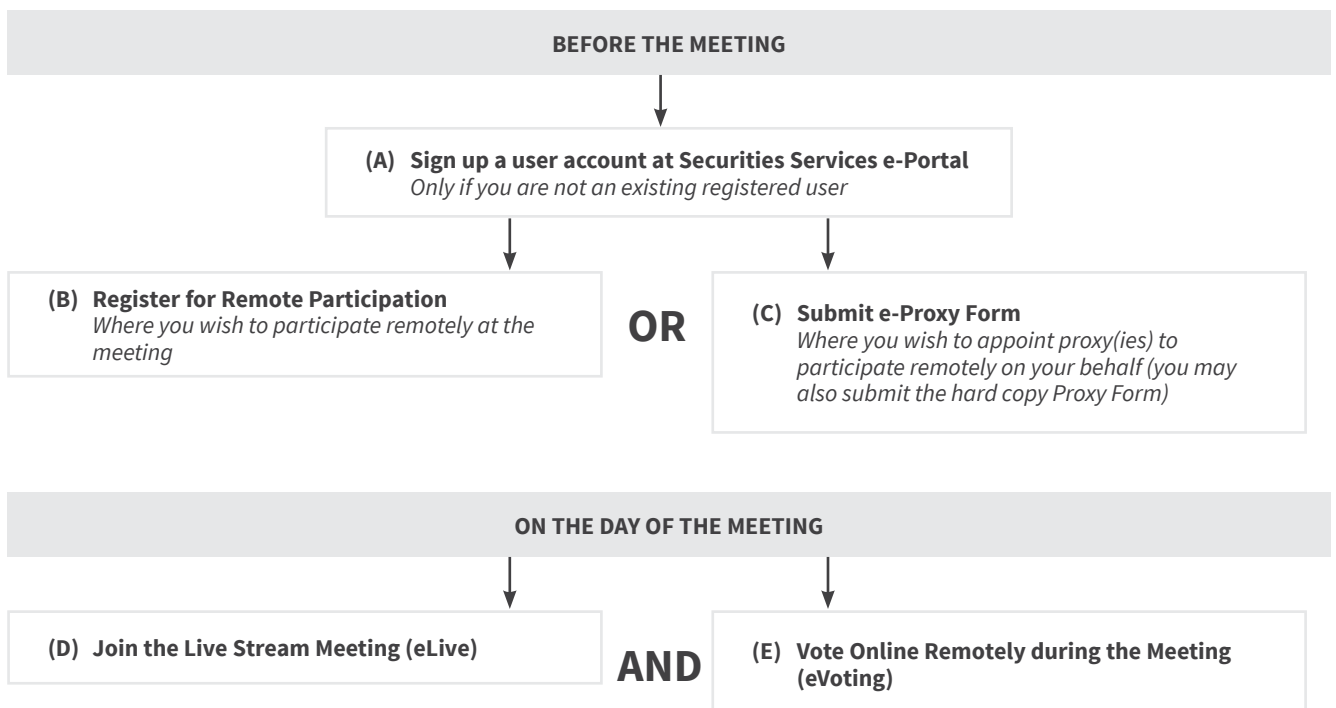 BEFORE THE MEETING
(A) Sign up a user account at Securities Services e-Portal
Only if you are not an existing registered user
(B) Register for Remote Participation
Where you wish to participate remotely at the
meeting
OR
(C) Submit e-Proxy Form
Where you wish to appoint proxy(ies) to
participate remotely on your behalf (you may
also submit the hard copy Proxy Form)
ON THE DAY OF THE MEETING
(D) Join the Live Stream Meeting (eLive)
AND
(E) Vote Online Remotely during the Meeting
(eVoting)